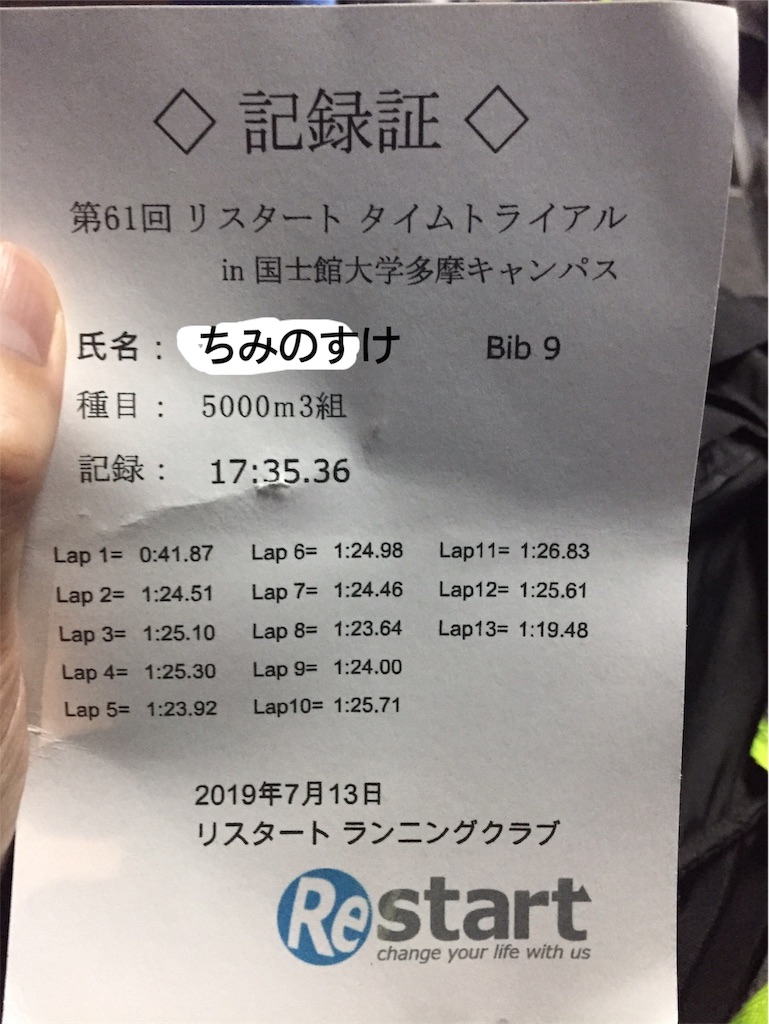 ◇ 記録証 ◇
第61回 リスタート タイムトライアル
in 国士館大学多摩キャンパス
氏名： ちみのすけ Bib 9
種目： 5000m3組
記録： 17:35.36
Lap 1= 0:41.87 Lap 6= 1:24.98 Lap11= 1:26.83
Lap 2= 1:24.51 Lap 7= 1:24.46 Lap12= 1:25.61
Lap 3= 1:25.10 Lap 8= 1:23.64 Lap13= 1:19.48
Lap 4= 1:25.30 Lap 9= 1:24.00
Lap 5= 1:23.92 Lap10= 1:25.71
2019年7月13日
リスタート ランニングクラブ
Restart
change your life with us